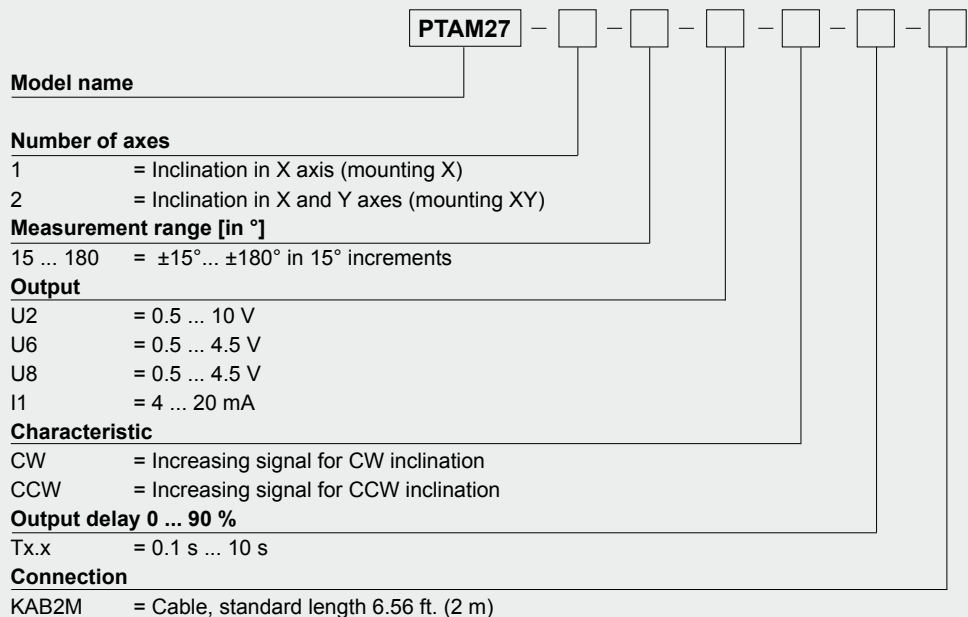 PTAM27 – – – – – –
Model name
Number of axes
1 = Inclination in X axis (mounting X)
2 = Inclination in X and Y axes (mounting XY)
Measurement range [in °]
15 ... 180 = ±15°... ±180° in 15° increments
Output
U2 = 0.5 ... 10 V
U6 = 0.5 ... 4.5 V
U8 = 0.5 ... 4.5 V
I1 = 4 ... 20 mA
Characteristic
CW = Increasing signal for CW inclination
CCW = Increasing signal for CCW inclination
Output delay 0 ... 90 %
Tx.x = 0.1 s ... 10 s
Connection
KAB2M = Cable, standard length 6.56 ft. (2 m)